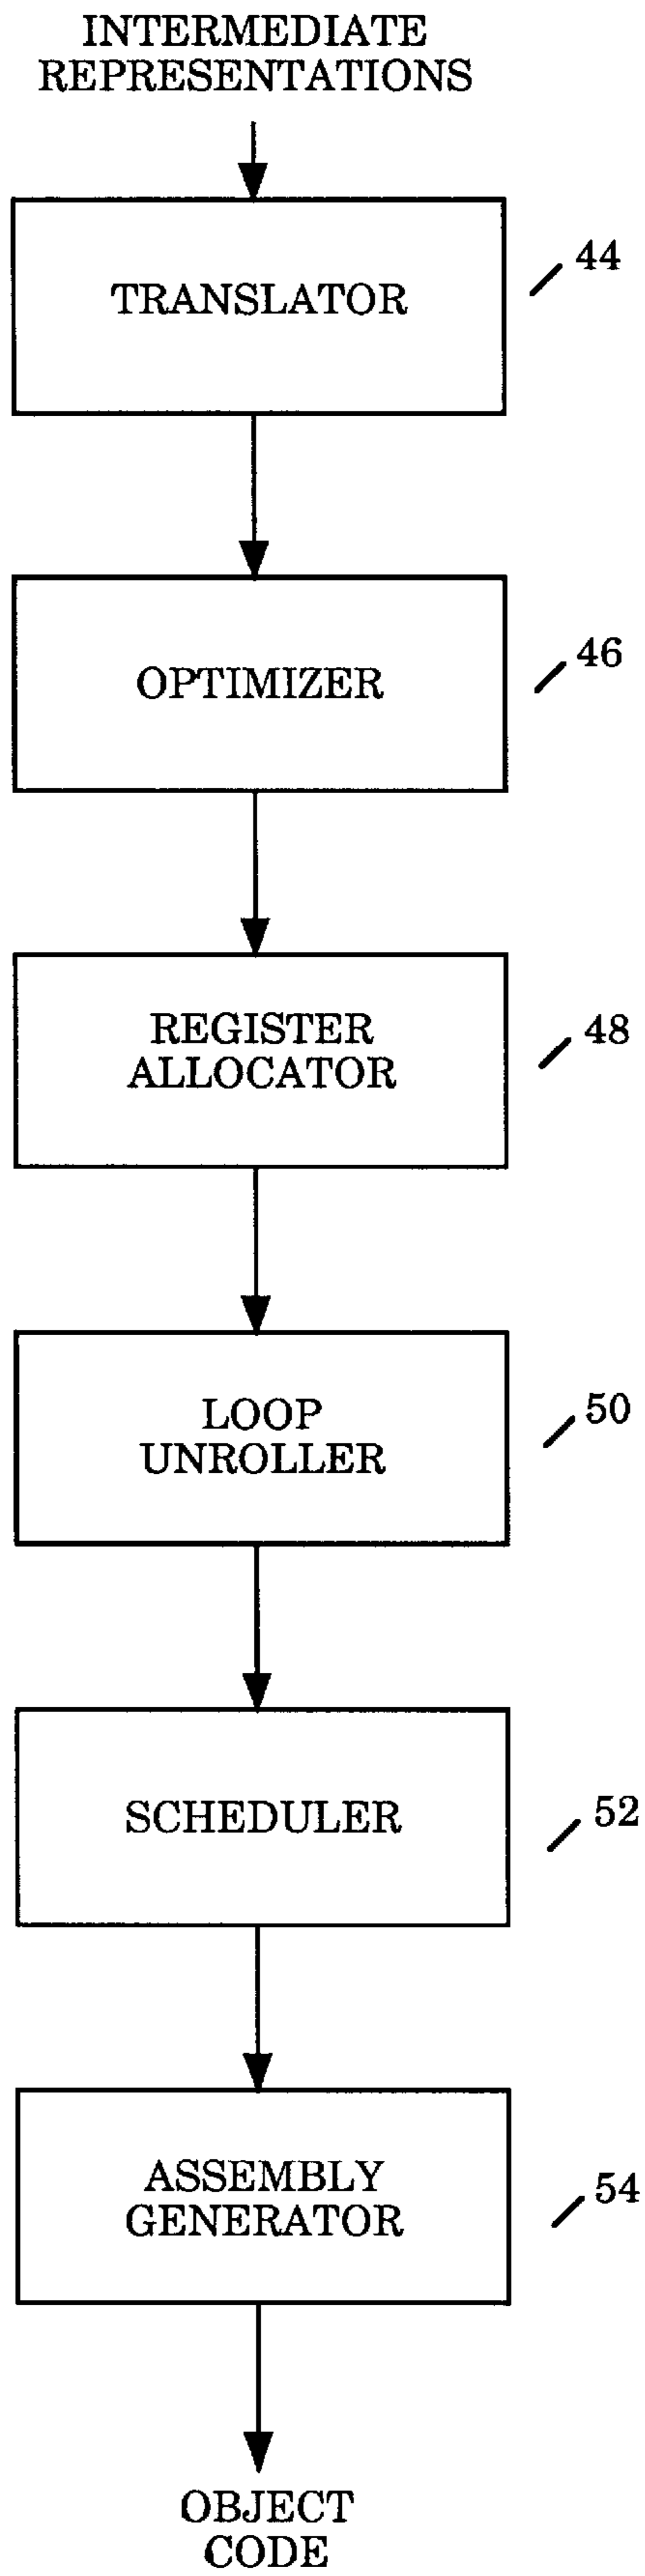 INTERMEDIATE
REPRESENTATIONS
TRANSLATOR
44
OPTIMIZER
46
REGISTER
ALLOCATOR
48
LOOP
UNROLLER
50
SCHEDULER
52
ASSEMBLY
GENERATOR
54
OBJECT
CODE